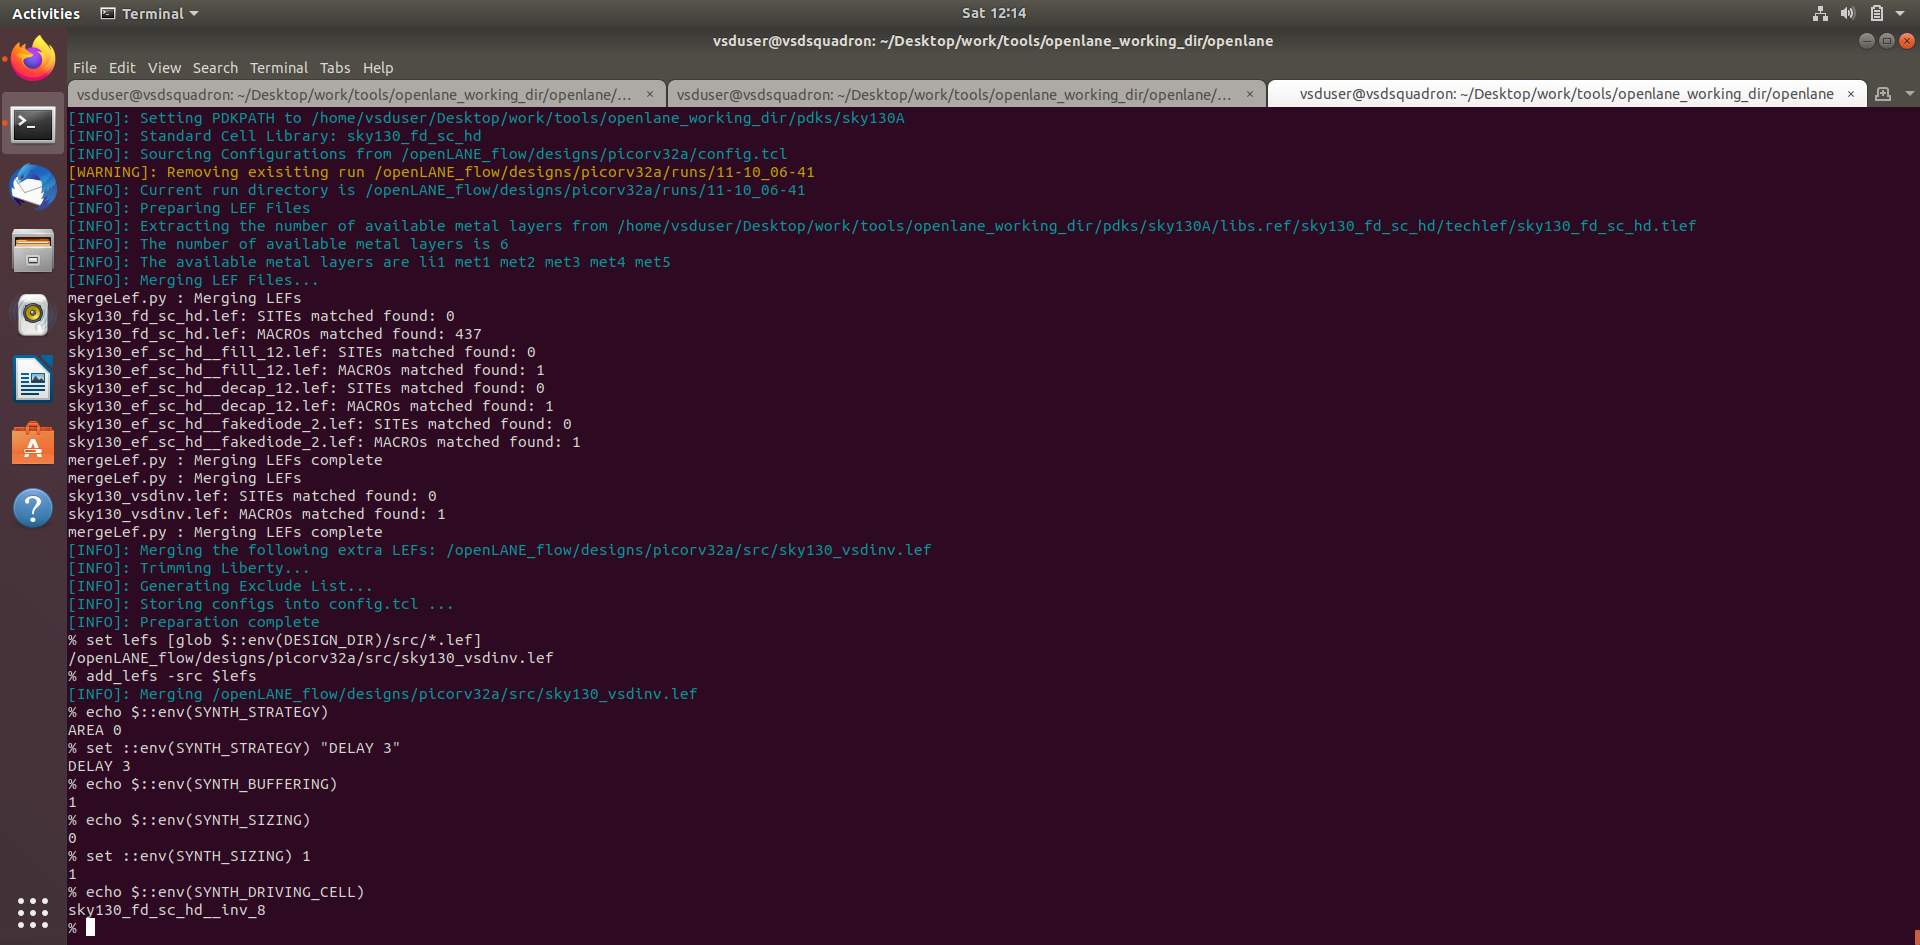 Activities Terminal Sat 12:14
vsduser@vsdsquadron: ~/Desktop/work/tools/openlane_working_dir/openlane
File Edit View Search Terminal Tabs Help
vsduser@vsdsquadron: ~/Desktop/work/tools/openlane_working_dir/openlane/... × vsduser@vsdsquadron: ~/Desktop/work/tools/openlane_working_dir/openlane/... × vsduser@vsdsquadron: ~/Desktop/work/tools/openlane_working_dir/openlane ×
[INFO]: Setting PDKPATH to /home/vsduser/Desktop/work/tools/openlane_working_dir/pdks/sky130A
[INFO]: Standard Cell Library: sky130_fd_sc_hd
[INFO]: Sourcing Configurations from /openLANE_flow/designs/picorv32a/config.tcl
[WARNING]: Removing exisiting run /openLANE_flow/designs/picorv32a/runs/11-10_06-41
[INFO]: Current run directory is /openLANE_flow/designs/picorv32a/runs/11-10_06-41
[INFO]: Preparing LEF Files
[INFO]: Extracting the number of available metal layers from /home/vsduser/Desktop/work/tools/openlane_working_dir/pdks/sky130A/libs.ref/sky130_fd_sc_hd/techlef/sky130_fd_sc_hd.tlef
[INFO]: The number of available metal layers is 6
[INFO]: The available metal layers are li1 met1 met2 met3 met4 met5
[INFO]: Merging LEF Files...
mergeLef.py : Merging LEFs
sky130_fd_sc_hd.lef: SITEs matched found: 0
sky130_fd_sc_hd.lef: MACROs matched found: 437
sky130_ef_sc_hd__fill_12.lef: SITEs matched found: 0
sky130_ef_sc_hd__fill_12.lef: MACROs matched found: 1
sky130_ef_sc_hd__decap_12.lef: SITEs matched found: 0
sky130_ef_sc_hd__decap_12.lef: MACROs matched found: 1
sky130_ef_sc_hd__fakediode_2.lef: SITEs matched found: 0
sky130_ef_sc_hd__fakediode_2.lef: MACROs matched found: 1
mergeLef.py : Merging LEFs complete
mergeLef.py : Merging LEFs
sky130_vsdinv.lef: SITEs matched found: 0
sky130_vsdinv.lef: MACROs matched found: 1
mergeLef.py : Merging LEFs complete
[INFO]: Merging the following extra LEFs: /openLANE_flow/designs/picorv32a/src/sky130_vsdinv.lef
[INFO]: Trimming Liberty...
[INFO]: Generating Exclude List...
[INFO]: Storing configs into config.tcl ...
[INFO]: Preparation complete
% set lefs [glob $::env(DESIGN_DIR)/src/*.lef]
/openLANE_flow/designs/picorv32a/src/sky130_vsdinv.lef
% add_lefs -src $lefs
[INFO]: Merging /openLANE_flow/designs/picorv32a/src/sky130_vsdinv.lef
% echo $::env(SYNTH_STRATEGY)
AREA 0
% set ::env(SYNTH_STRATEGY) "DELAY 3"
DELAY 3
% echo $::env(SYNTH_BUFFERING)
1
% echo $::env(SYNTH_SIZING)
0
% set ::env(SYNTH_SIZING) 1
1
% echo $::env(SYNTH_DRIVING_CELL)
sky130_fd_sc_hd__inv_8
%